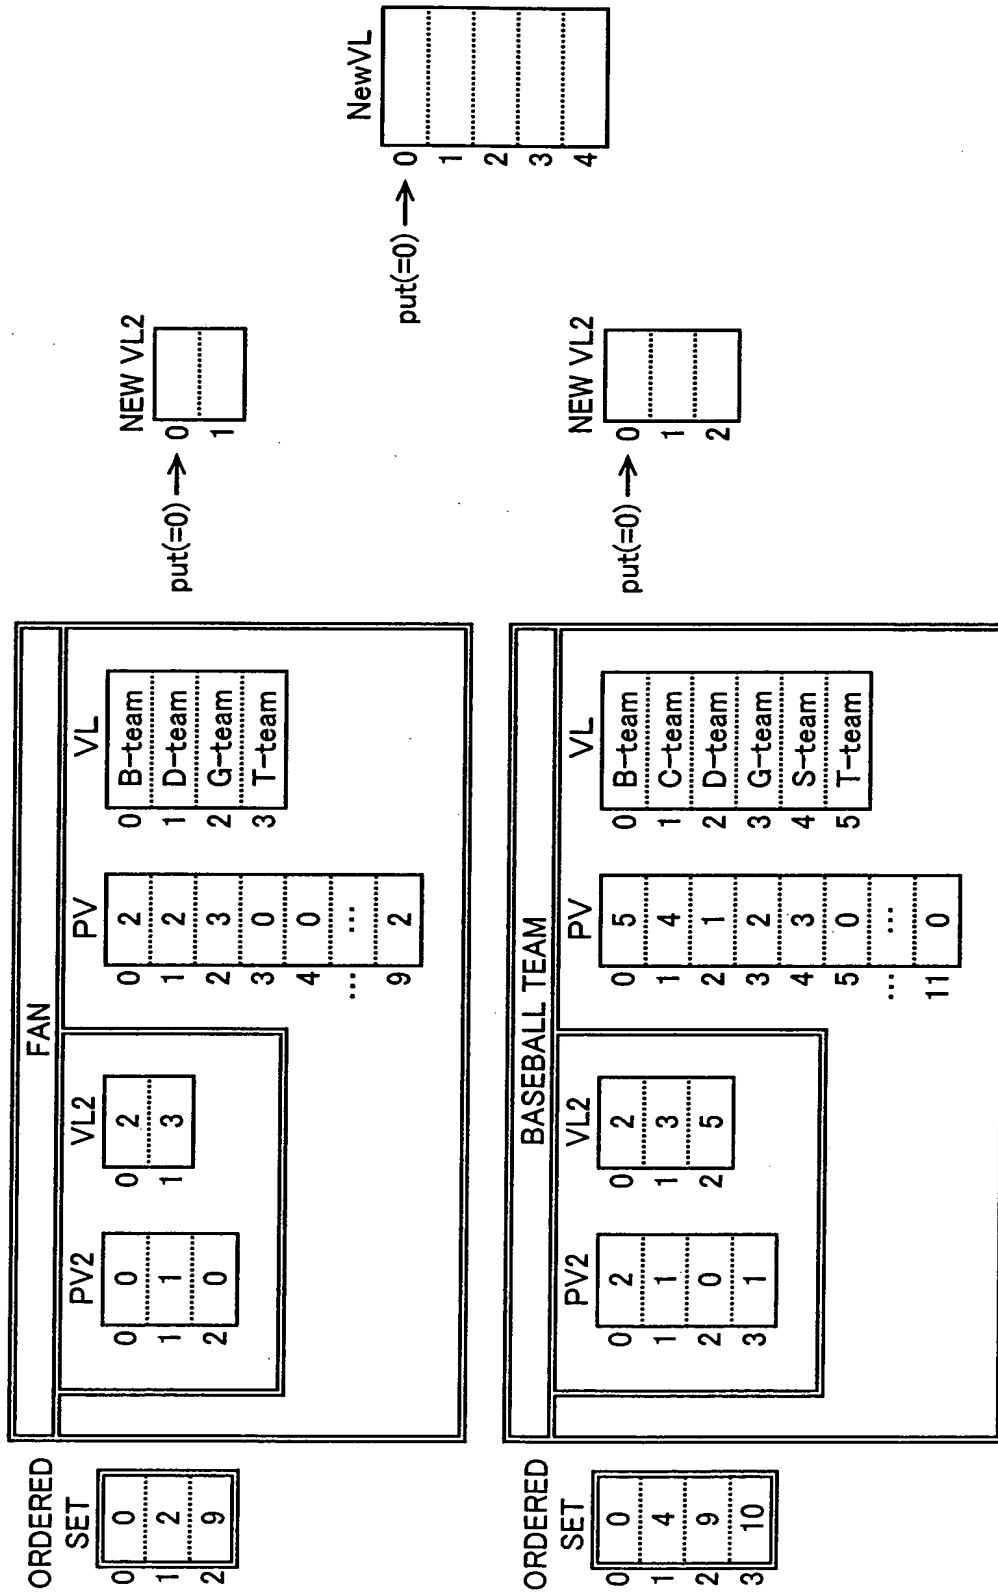 ORDERED
SET
0 0
1 2
2 9
FAN
PV2
0 0
1 1
2 0
VL2
0 2
1 3
PV
0 2
1 2
2 3
3 0
4 0
... ...
9 2
VL
0 B-team
1 D-team
2 G-team
3 T-team
put(=0) →
NEW VL2
0
1
ORDERED
SET
0 0
1 4
2 9
3 10
BASEBALL TEAM
PV2
0 2
1 1
2 0
3 1
VL2
0 2
1 3
2 5
PV
0 5
1 4
2 1
3 2
4 3
5 0
... ...
11 0
VL
0 B-team
1 C-team
2 D-team
3 G-team
4 S-team
5 T-team
put(=0) →
NEW VL2
0
1
2
put(=0) →
NewVL
0
1
2
3
4